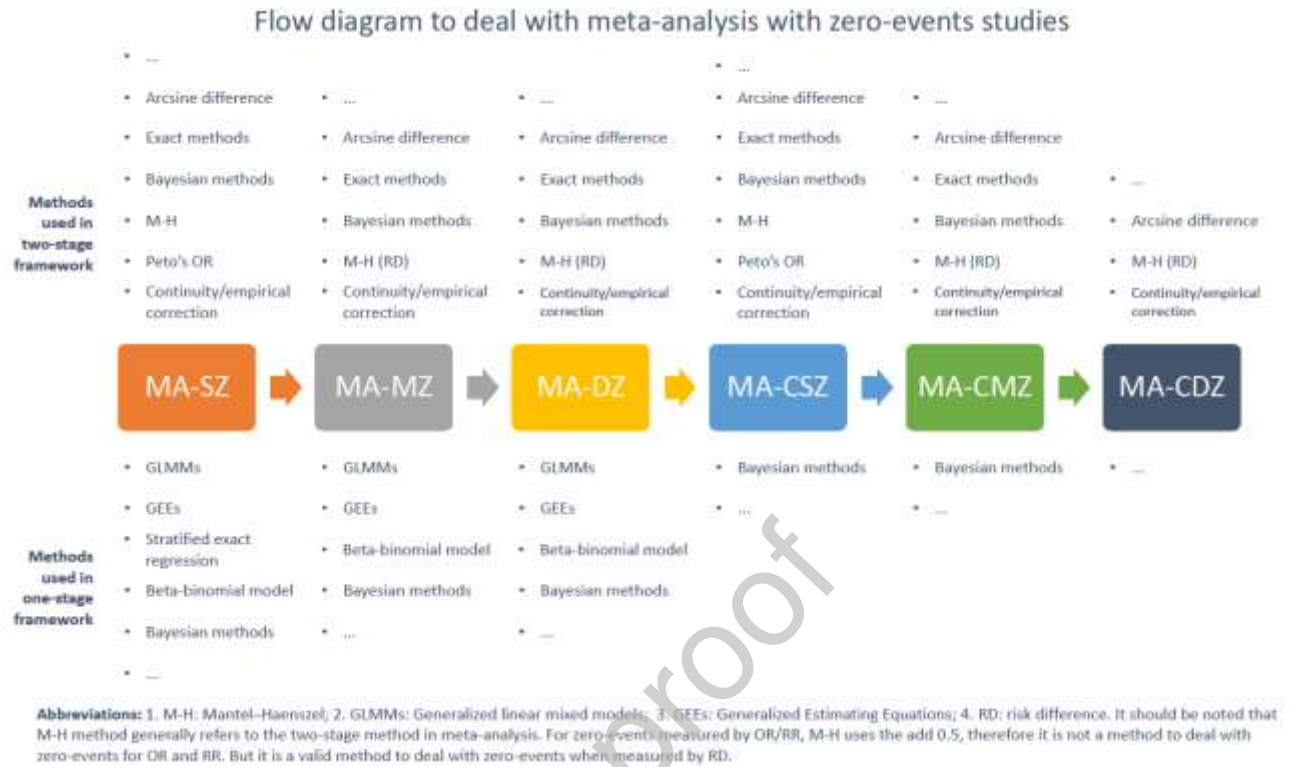 Flow diagram to deal with meta-analysis with zero-events studies
Methods
used in
two-stage
framework
• ...
• Arcsine difference
• Exact methods
• Bayesian methods
• M-H
• Peto's OR
• Continuity/empirical
correction
• ...
• Arcsine difference
• Exact methods
• Bayesian methods
• M-H (RD)
• Continuity/empirical
correction
• ...
• Arcsine difference
• Exact methods
• Bayesian methods
• M-H (RD)
• Continuity/empirical
correction
• ...
• Arcsine difference
• Exact methods
• Bayesian methods
• M-H
• Peto's OR
• Continuity/empirical
correction
• ...
• Arcsine difference
• Exact methods
• Bayesian methods
• M-H (RD)
• Continuity/empirical
correction
• ...
• Arcsine difference
• M-H (RD)
• Continuity/empirical
correction
MA-SZ
MA-MZ
MA-DZ
MA-CSZ
MA-CMZ
MA-CDZ
Methods
used in
one-stage
framework
• GLMMs
• GEEs
• Stratified exact
regression
• Beta-binomial model
• Bayesian methods
• ...
• GLMMs
• GEEs
• Beta-binomial model
• Bayesian methods
• ...
• GLMMs
• GEEs
• Beta-binomial model
• Bayesian methods
• ...
• Bayesian methods
• ...
• Bayesian methods
• ...
• ...
Abbreviations: 1. M-H: Mantel–Haenszel; 2. GLMMs: Generalized linear mixed models; 3. GEEs: Generalized Estimating Equations; 4. RD: risk difference. It should be noted that
M-H method generally refers to the two-stage method in meta-analysis. For zero-events measured by OR/RR, M-H uses the add 0.5, therefore it is not a method to deal with
zero-events for OR and RR. But it is a valid method to deal with zero-events when measured by RD.
proof